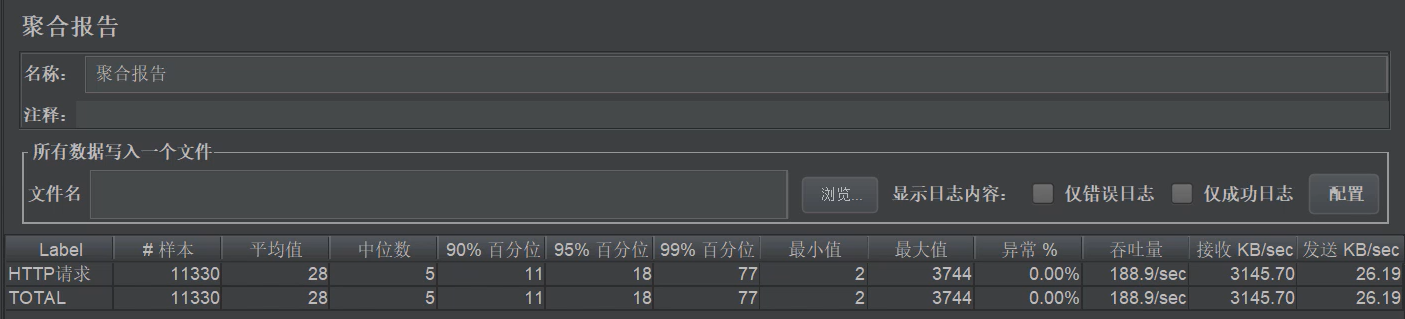 聚合报告
名称： 聚合报告
注释：
所有数据写入一个文件
文件名 浏览... 显示日志内容： 仅错误日志 仅成功日志 配置
Label # 样本 平均值 中位数 90% 百分位 95% 百分位 99% 百分位 最小值 最大值 异常 % 吞吐量 接收 KB/sec 发送 KB/sec
HTTP请求 11330 28 5 11 18 77 2 3744 0.00% 188.9/sec 3145.70 26.19
TOTAL 11330 28 5 11 18 77 2 3744 0.00% 188.9/sec 3145.70 26.19